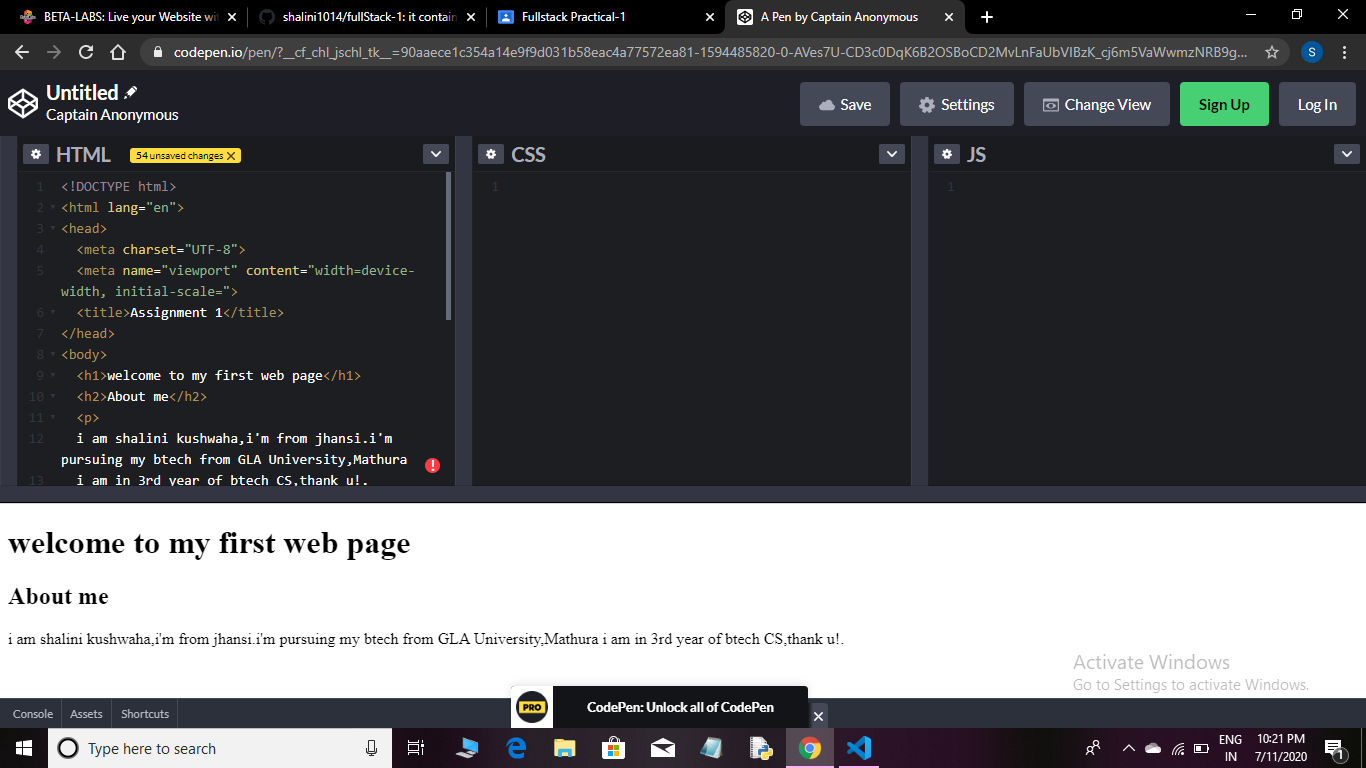 BETA-LABS: Live your Website wit
shalini1014/fullStack-1: it contain
Fullstack Practical-1
A Pen by Captain Anonymous
codepen.io/pen/?__cf_chl_jschl_tk__=90aaece1c354a14e9f9d031b58eac4a77572ea81-1594485820-0-AVes7U-CD3c0DqK6B2OSBoCD2MvLnFaUbVIBzK_cj6m5VaWwmzNRB9g...
S
Untitled
Captain Anonymous
Save
Settings
Change View
Sign Up
Log In
HTML
54 unsaved changes
CSS
JS
1 <!DOCTYPE html>
2 <html lang="en">
3 <head>
4 <meta charset="UTF-8">
5 <meta name="viewport" content="width=device-
width, initial-scale=">
6 <title>Assignment 1</title>
7 </head>
8 <body>
9 <h1>welcome to my first web page</h1>
10 <h2>About me</h2>
11 <p>
12 i am shalini kushwaha,i'm from jhansi.i'm
pursuing my btech from GLA University,Mathura
13 i am in 3rd year of btech CS,thank u!.
1
1
welcome to my first web page
About me
i am shalini kushwaha,i'm from jhansi.i'm pursuing my btech from GLA University,Mathura i am in 3rd year of btech CS,thank u!.
Activate Windows
Go to Settings to activate Windows.
Console
Assets
Shortcuts
PRO
CodePen: Unlock all of CodePen
Type here to search
ENG
IN
10:21 PM
7/11/2020
1